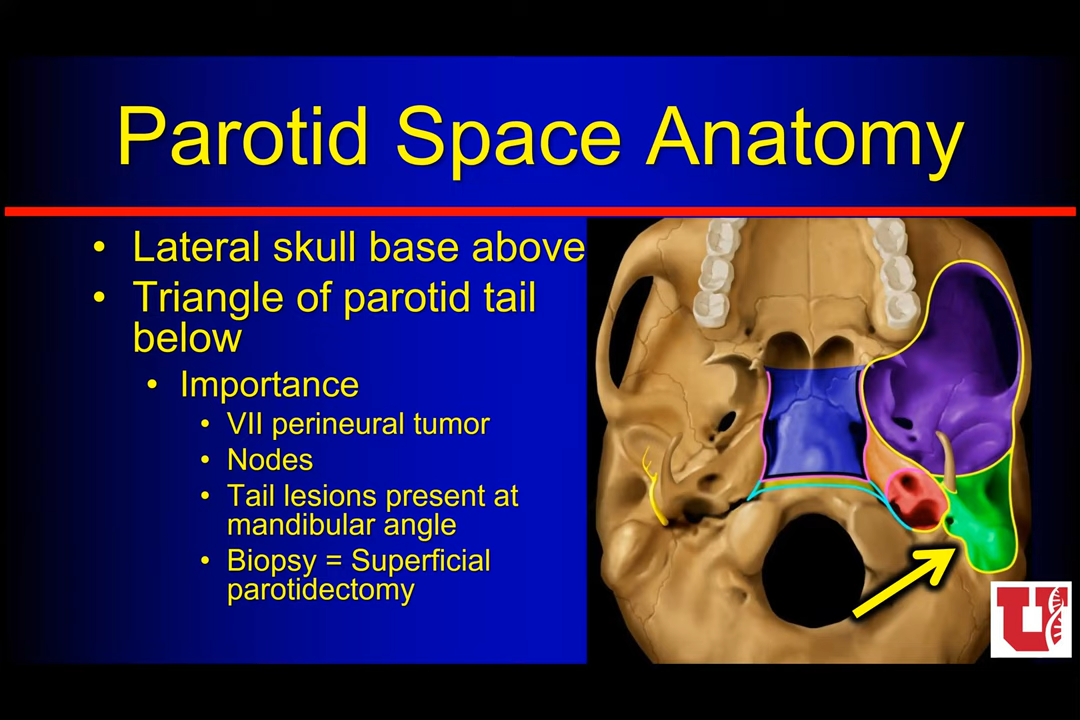 Parotid Space Anatomy
• Lateral skull base above
• Triangle of parotid tail
below
• Importance
• VII perineural tumor
• Nodes
• Tail lesions present at
mandibular angle
• Biopsy = Superficial
parotidectomy
U